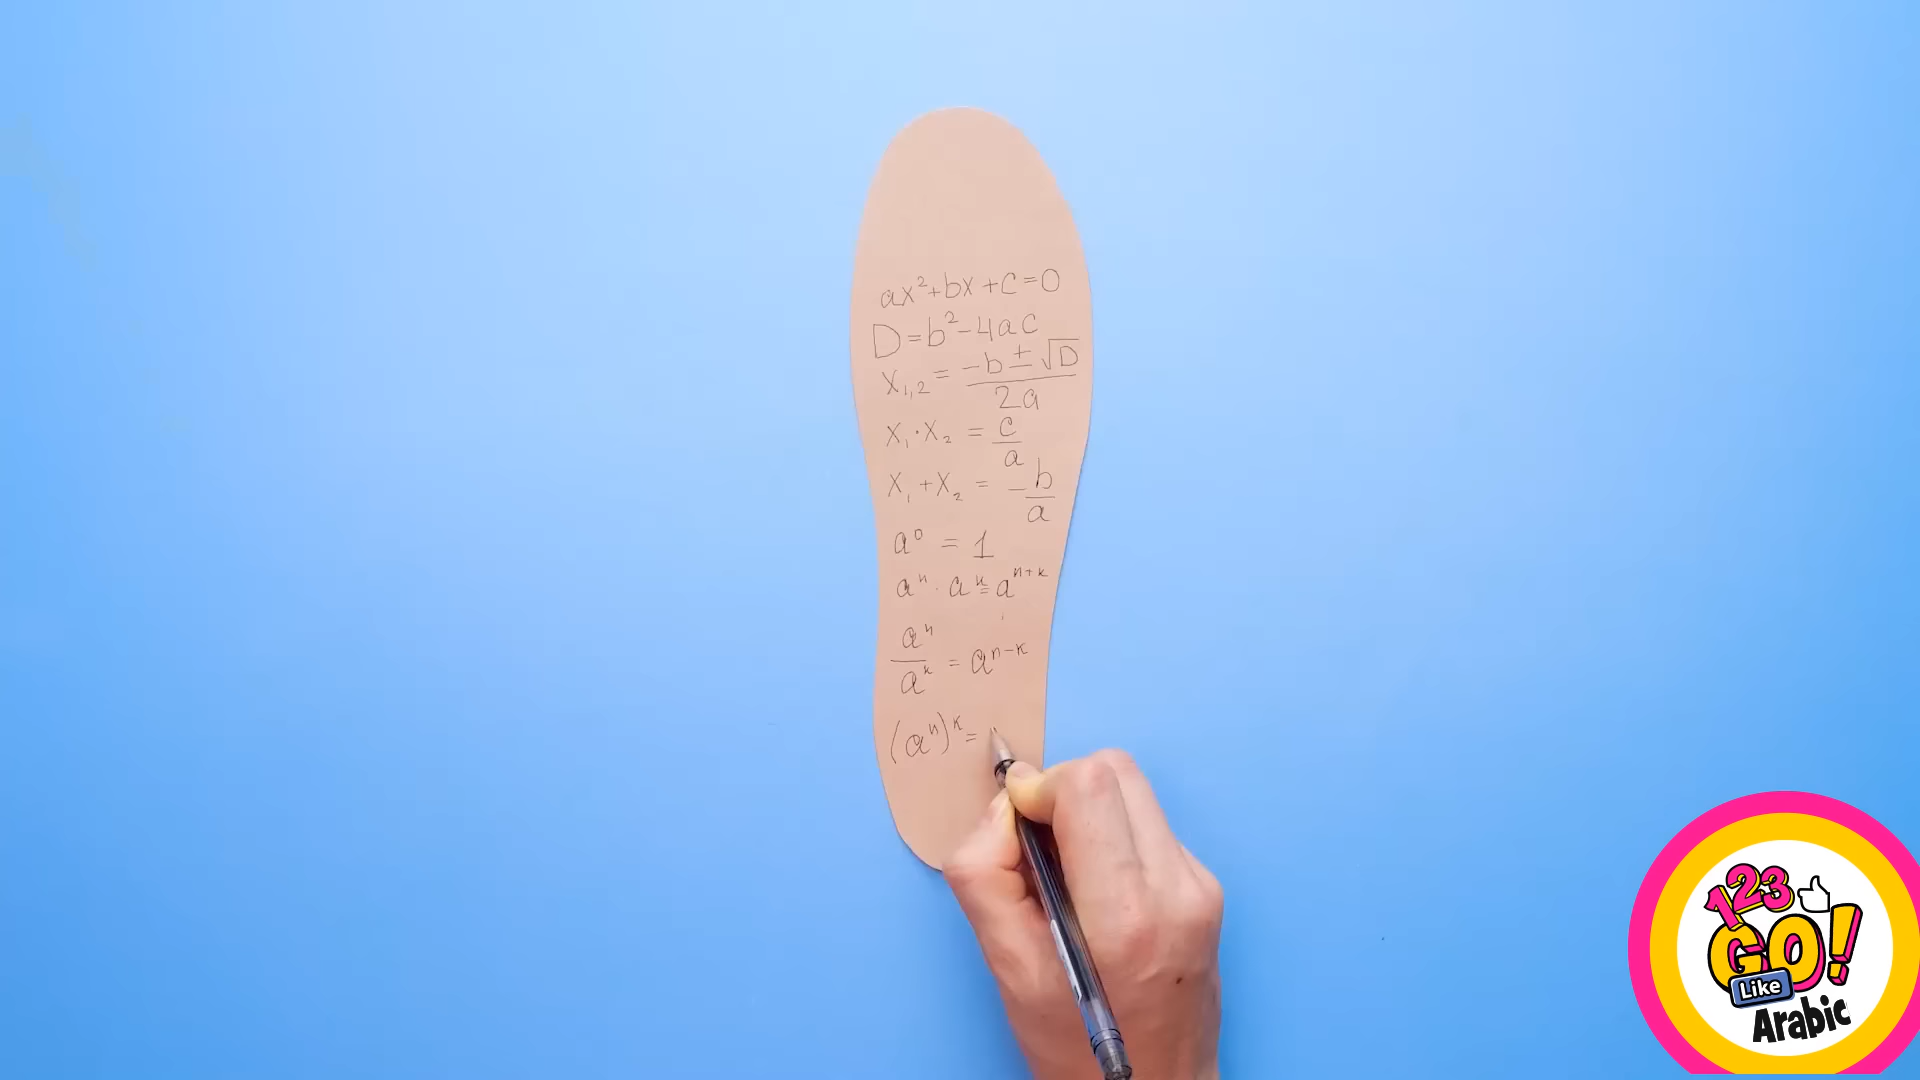 ax²+bx+c=0
D=b²-4ac
x₁,₂ = (-b±√D)/2a
x₁·x₂ = c/a
x₁+x₂ = -b/a
a⁰ = 1
aⁿ·aᵏ=aⁿ⁺ᵏ
aⁿ/aᵏ = aⁿ⁻ᵏ
(aⁿ)ᵏ=
123
GO!
Like
Arabic